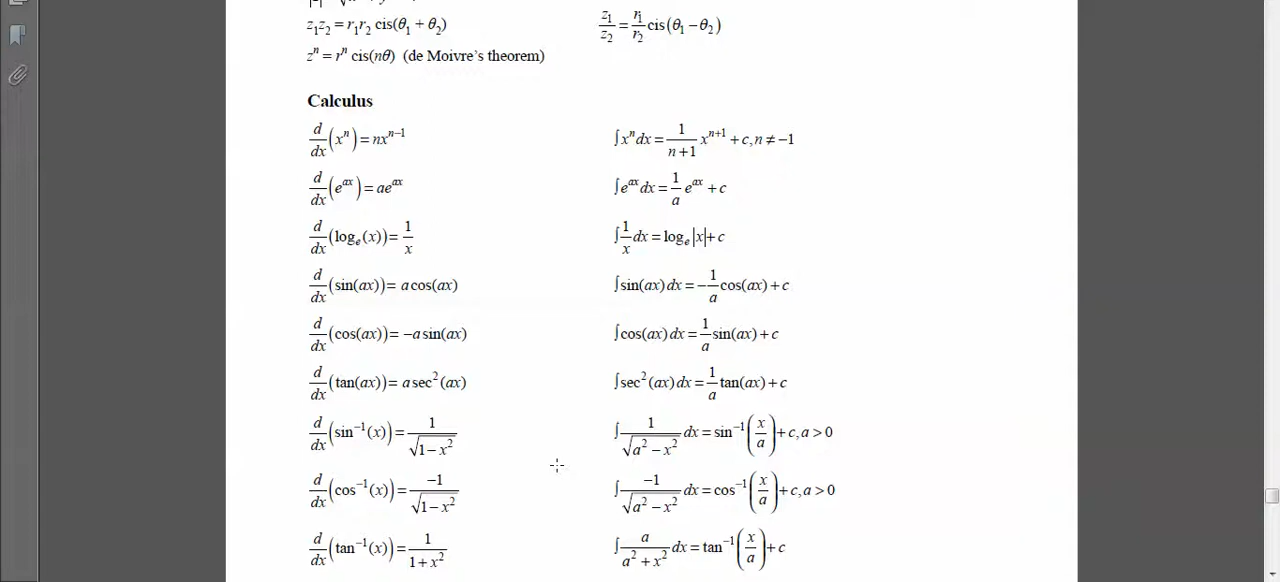 z₁z₂ = r₁r₂ cis(θ₁ + θ₂)    z₁/z₂ = r₁/r₂ cis(θ₁ − θ₂)
zⁿ = rⁿ cis(nθ) (de Moivre's theorem)
Calculus
d/dx (xⁿ) = nxⁿ⁻¹    ∫xⁿ dx = 1/(n+1) xⁿ⁺¹ + c, n ≠ −1
d/dx (e^(ax)) = ae^(ax)    ∫e^(ax) dx = 1/a e^(ax) + c
d/dx (logₑ(x)) = 1/x    ∫1/x dx = logₑ|x| + c
d/dx (sin(ax)) = a cos(ax)    ∫sin(ax) dx = −1/a cos(ax) + c
d/dx (cos(ax)) = −a sin(ax)    ∫cos(ax) dx = 1/a sin(ax) + c
d/dx (tan(ax)) = a sec²(ax)    ∫sec²(ax) dx = 1/a tan(ax) + c
d/dx (sin⁻¹(x)) = 1/√(1−x²)    ∫1/√(a²−x²) dx = sin⁻¹(x/a) + c, a > 0
d/dx (cos⁻¹(x)) = −1/√(1−x²)    ∫−1/√(a²−x²) dx = cos⁻¹(x/a) + c, a > 0
d/dx (tan⁻¹(x)) = 1/(1+x²)    ∫a/(a²+x²) dx = tan⁻¹(x/a) + c